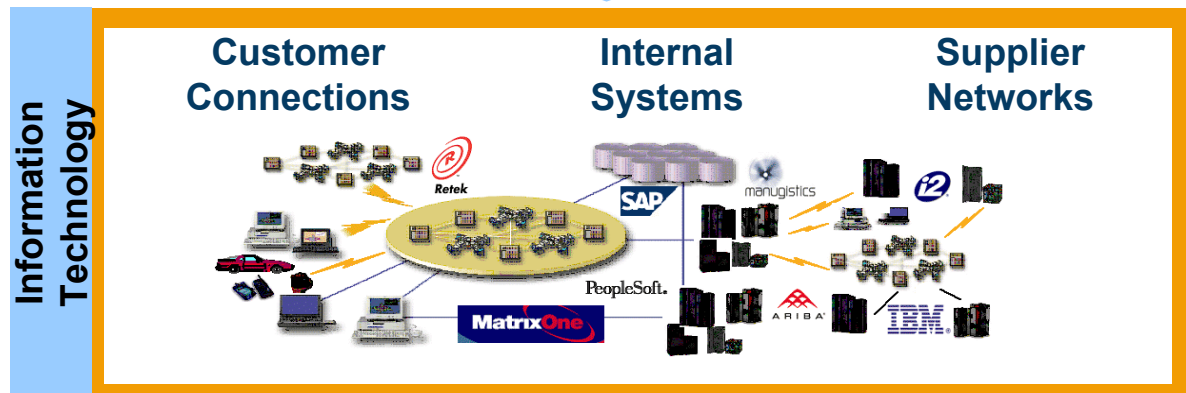 Information
Technology
Customer
Connections
Internal
Systems
Supplier
Networks
Retek
SAP
manugistics
i2
PeopleSoft.
MatrixOne
ARIBA
IBM